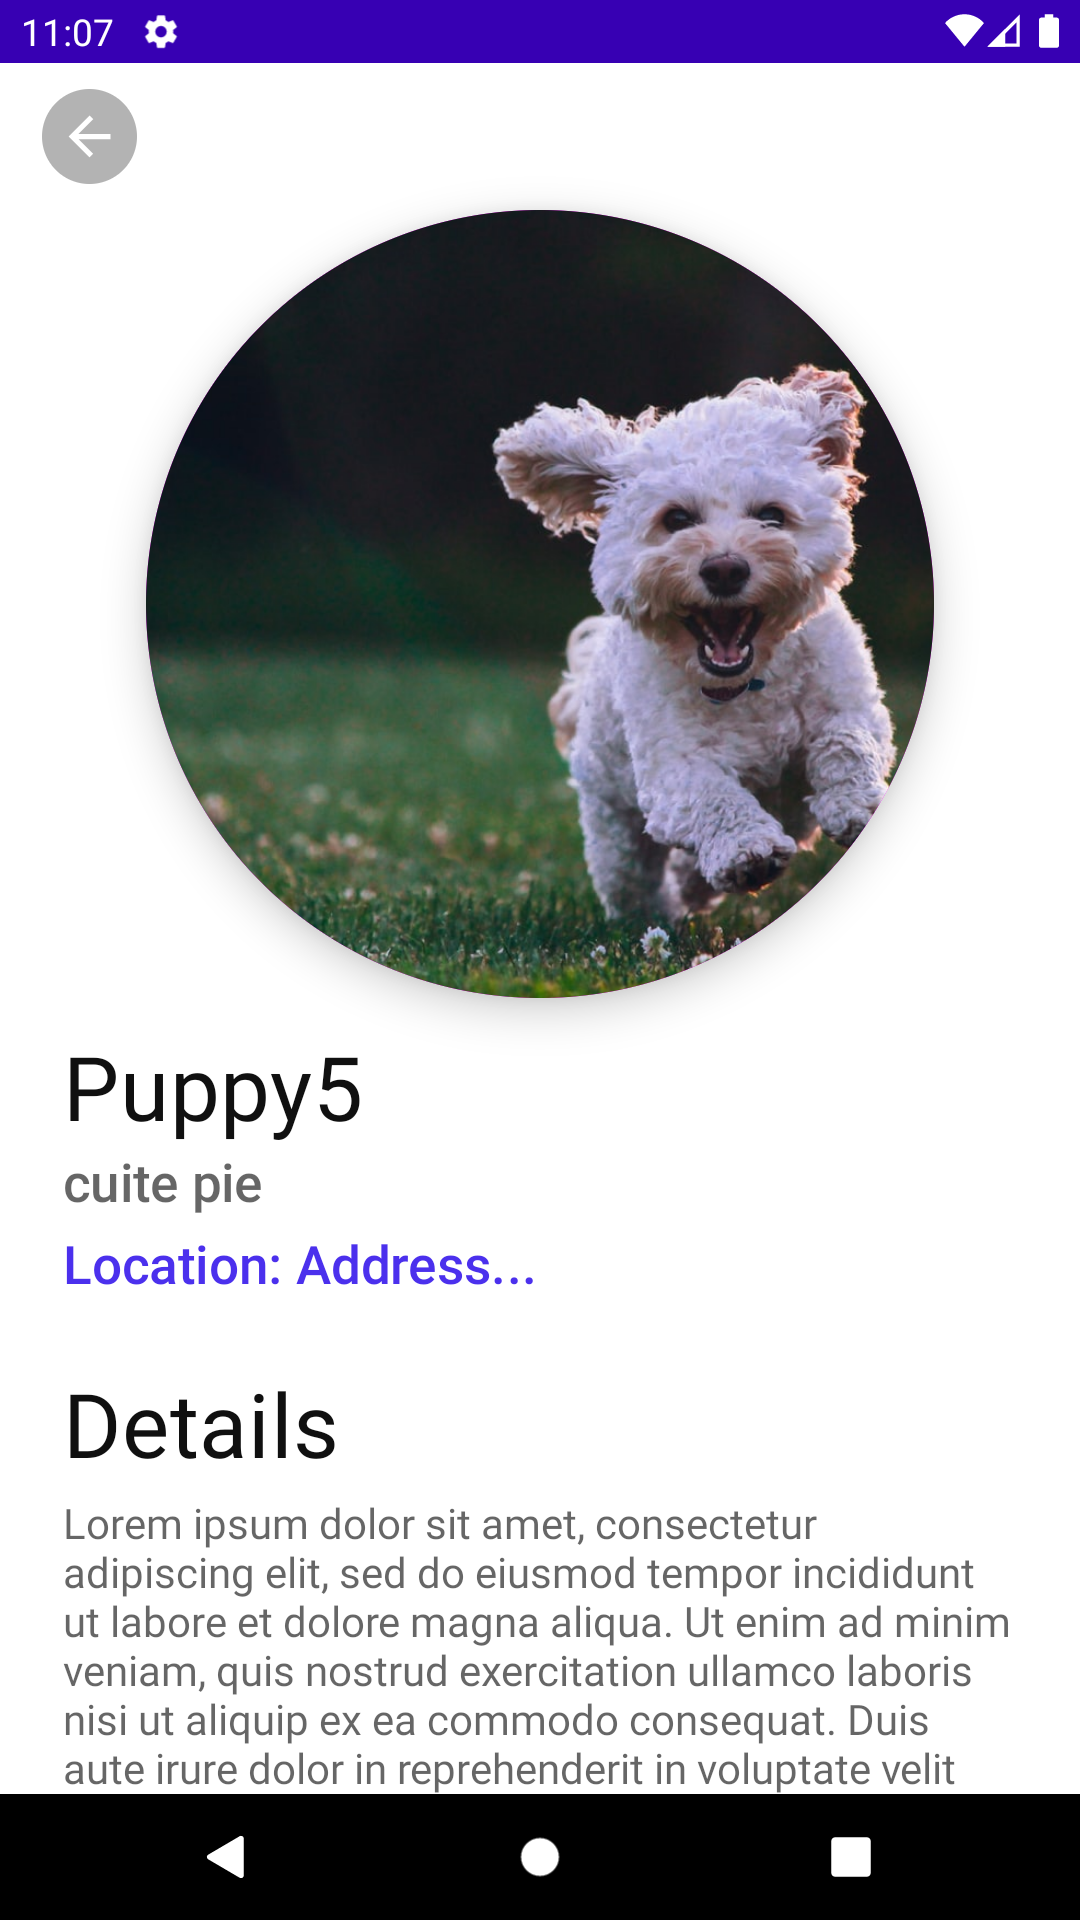 11:07
Puppy5
cuite pie
Location: Address...
Details
Lorem ipsum dolor sit amet, consectetur
adipiscing elit, sed do eiusmod tempor incididunt
ut labore et dolore magna aliqua. Ut enim ad minim
veniam, quis nostrud exercitation ullamco laboris
nisi ut aliquip ex ea commodo consequat. Duis
aute irure dolor in reprehenderit in voluptate velit